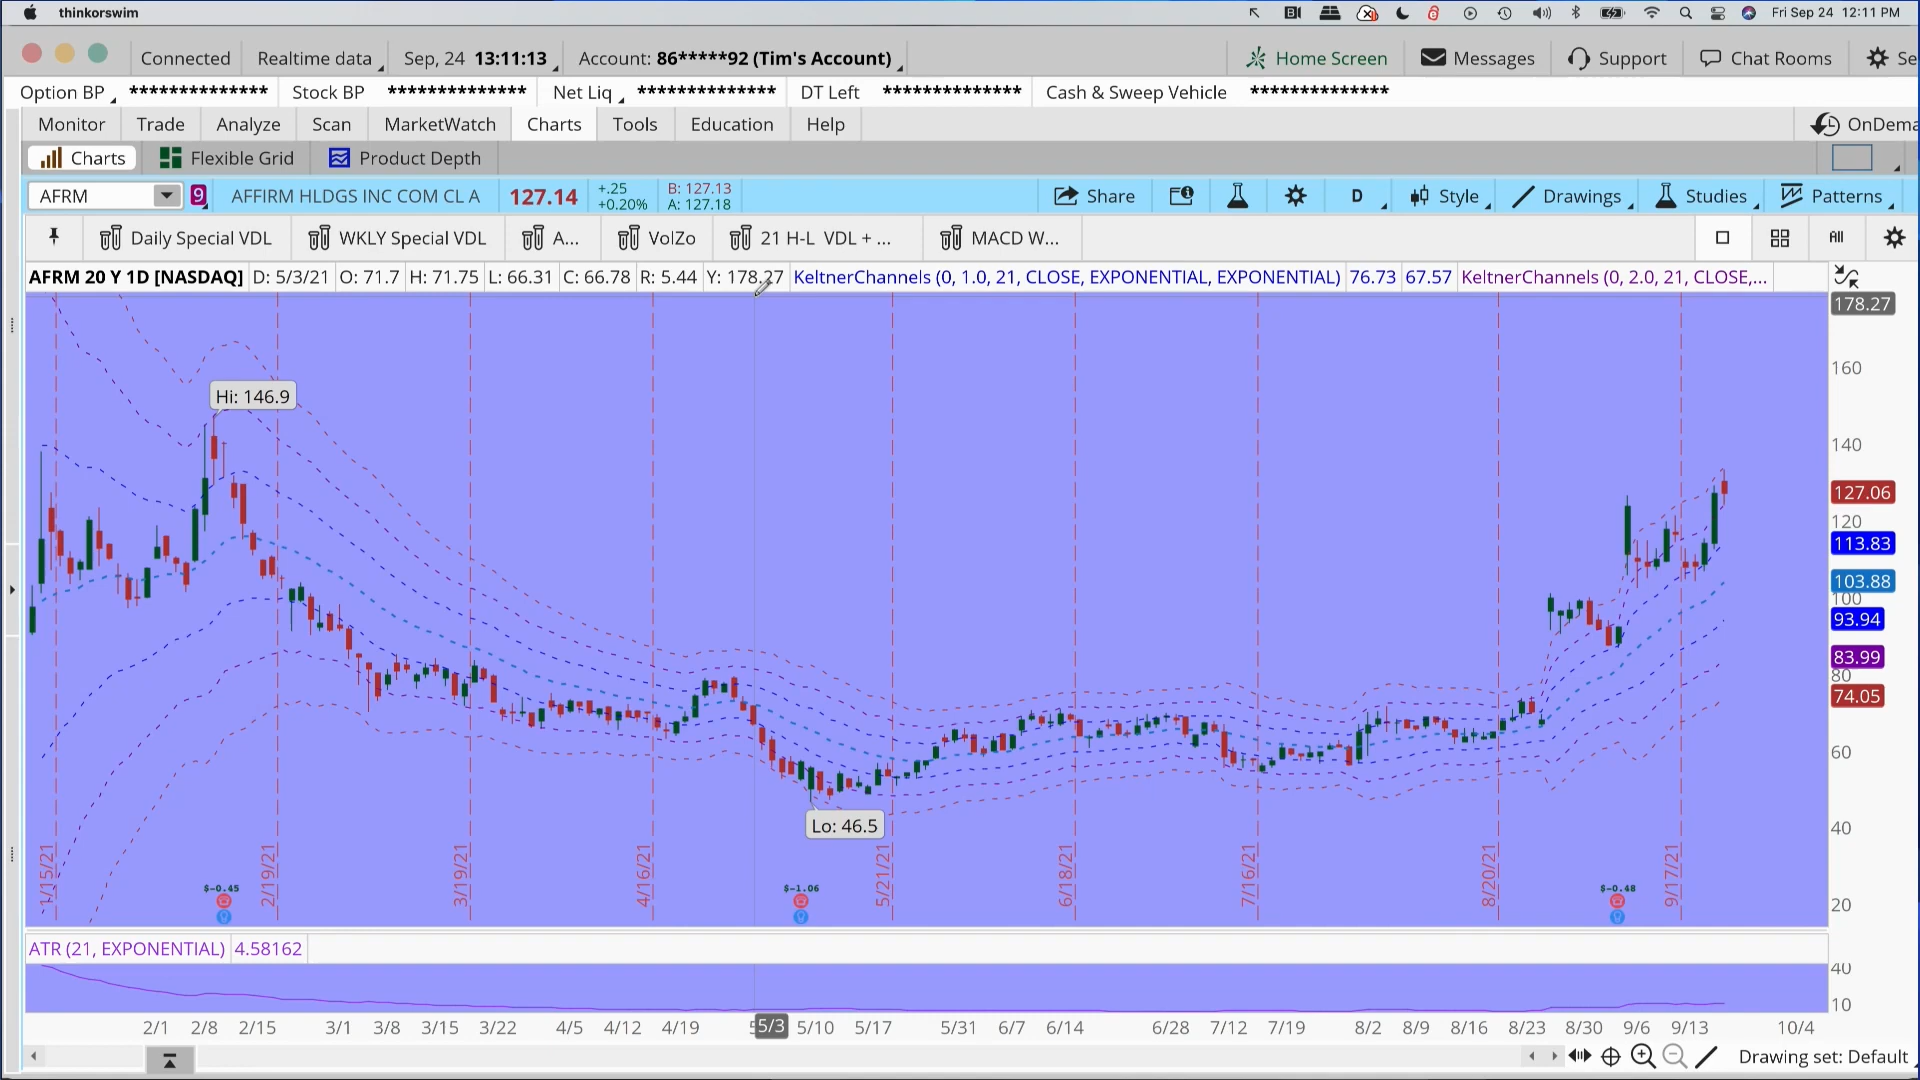 thinkorswim
Fri Sep 24 12:11 PM
Connected
Realtime data
Sep, 24 13:11:13
Account: 86*****92 (Tim's Account)
Home Screen
Messages
Support
Chat Rooms
Se
Option BP **************
Stock BP **************
Net Liq **************
DT Left **************
Cash & Sweep Vehicle **************
Monitor
Trade
Analyze
Scan
MarketWatch
Charts
Tools
Education
Help
OnDema
Charts
Flexible Grid
Product Depth
AFRM
9
AFFIRM HLDGS INC COM CL A
127.14
+.25
+0.20%
B: 127.13
A: 127.18
Share
D
Style
Drawings
Studies
Patterns
Daily Special VDL
WKLY Special VDL
A...
VolZo
21 H-L VDL + ...
MACD W...
All
AFRM 20 Y 1D [NASDAQ]
D: 5/3/21
O: 71.7
H: 71.75
L: 66.31
C: 66.78
R: 5.44
Y: 178.27
KeltnerChannels (0, 1.0, 21, CLOSE, EXPONENTIAL, EXPONENTIAL)
76.73
67.57
KeltnerChannels (0, 2.0, 21, CLOSE,...
178.27
160
140
127.06
120
113.83
103.88
100
93.94
83.99
80
74.05
60
40
20
Hi: 146.9
Lo: 46.5
1/15/21
2/19/21
3/19/21
4/16/21
5/21/21
6/18/21
7/16/21
8/20/21
9/17/21
$-0.45
$-1.06
$-0.48
ATR (21, EXPONENTIAL)
4.58162
40
10
2/1
2/8
2/15
3/1
3/8
3/15
3/22
4/5
4/12
4/19
5/3
5/10
5/17
5/31
6/7
6/14
6/28
7/12
7/19
8/2
8/9
8/16
8/23
8/30
9/6
9/13
10/4
Drawing set: Default